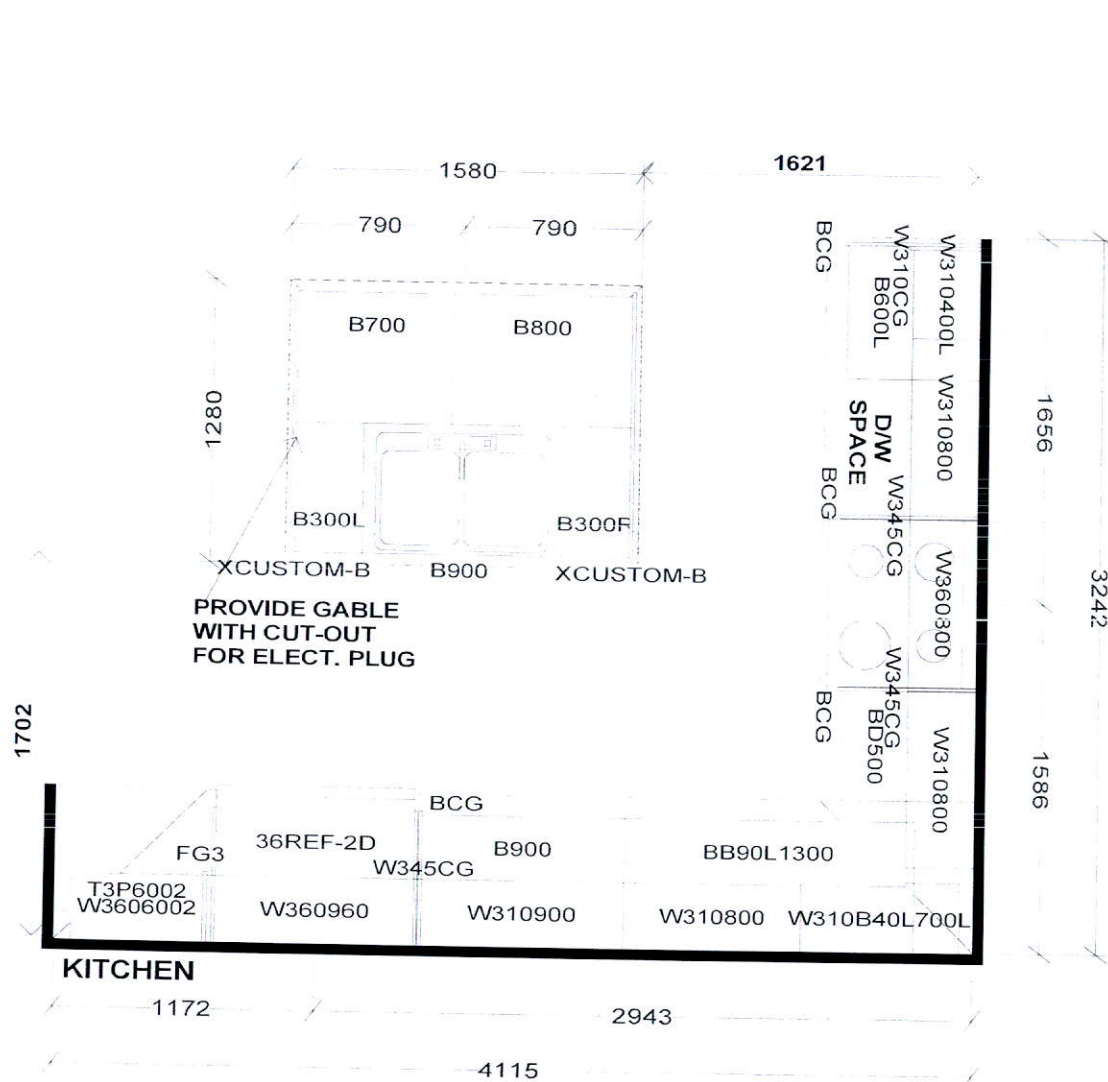 1580
1621
790
790
BCG
W310CG
B600L
W310400L
B700
B800
1280
1656
W310800
D/W
SPACE
BCG
W345CG
B300L
B300R
XCUSTOM-B
B900
XCUSTOM-B
W360800
3242
PROVIDE GABLE
WITH CUT-OUT
FOR ELECT. PLUG
W345CG
BCG
BD500
1702
W310800
1586
BCG
36REF-2D
FG3
B900
BB90L1300
W345CG
T3P6002
W3606002
W360960
W310900
W310800
W310B40L700L
KITCHEN
1172
2943
4115